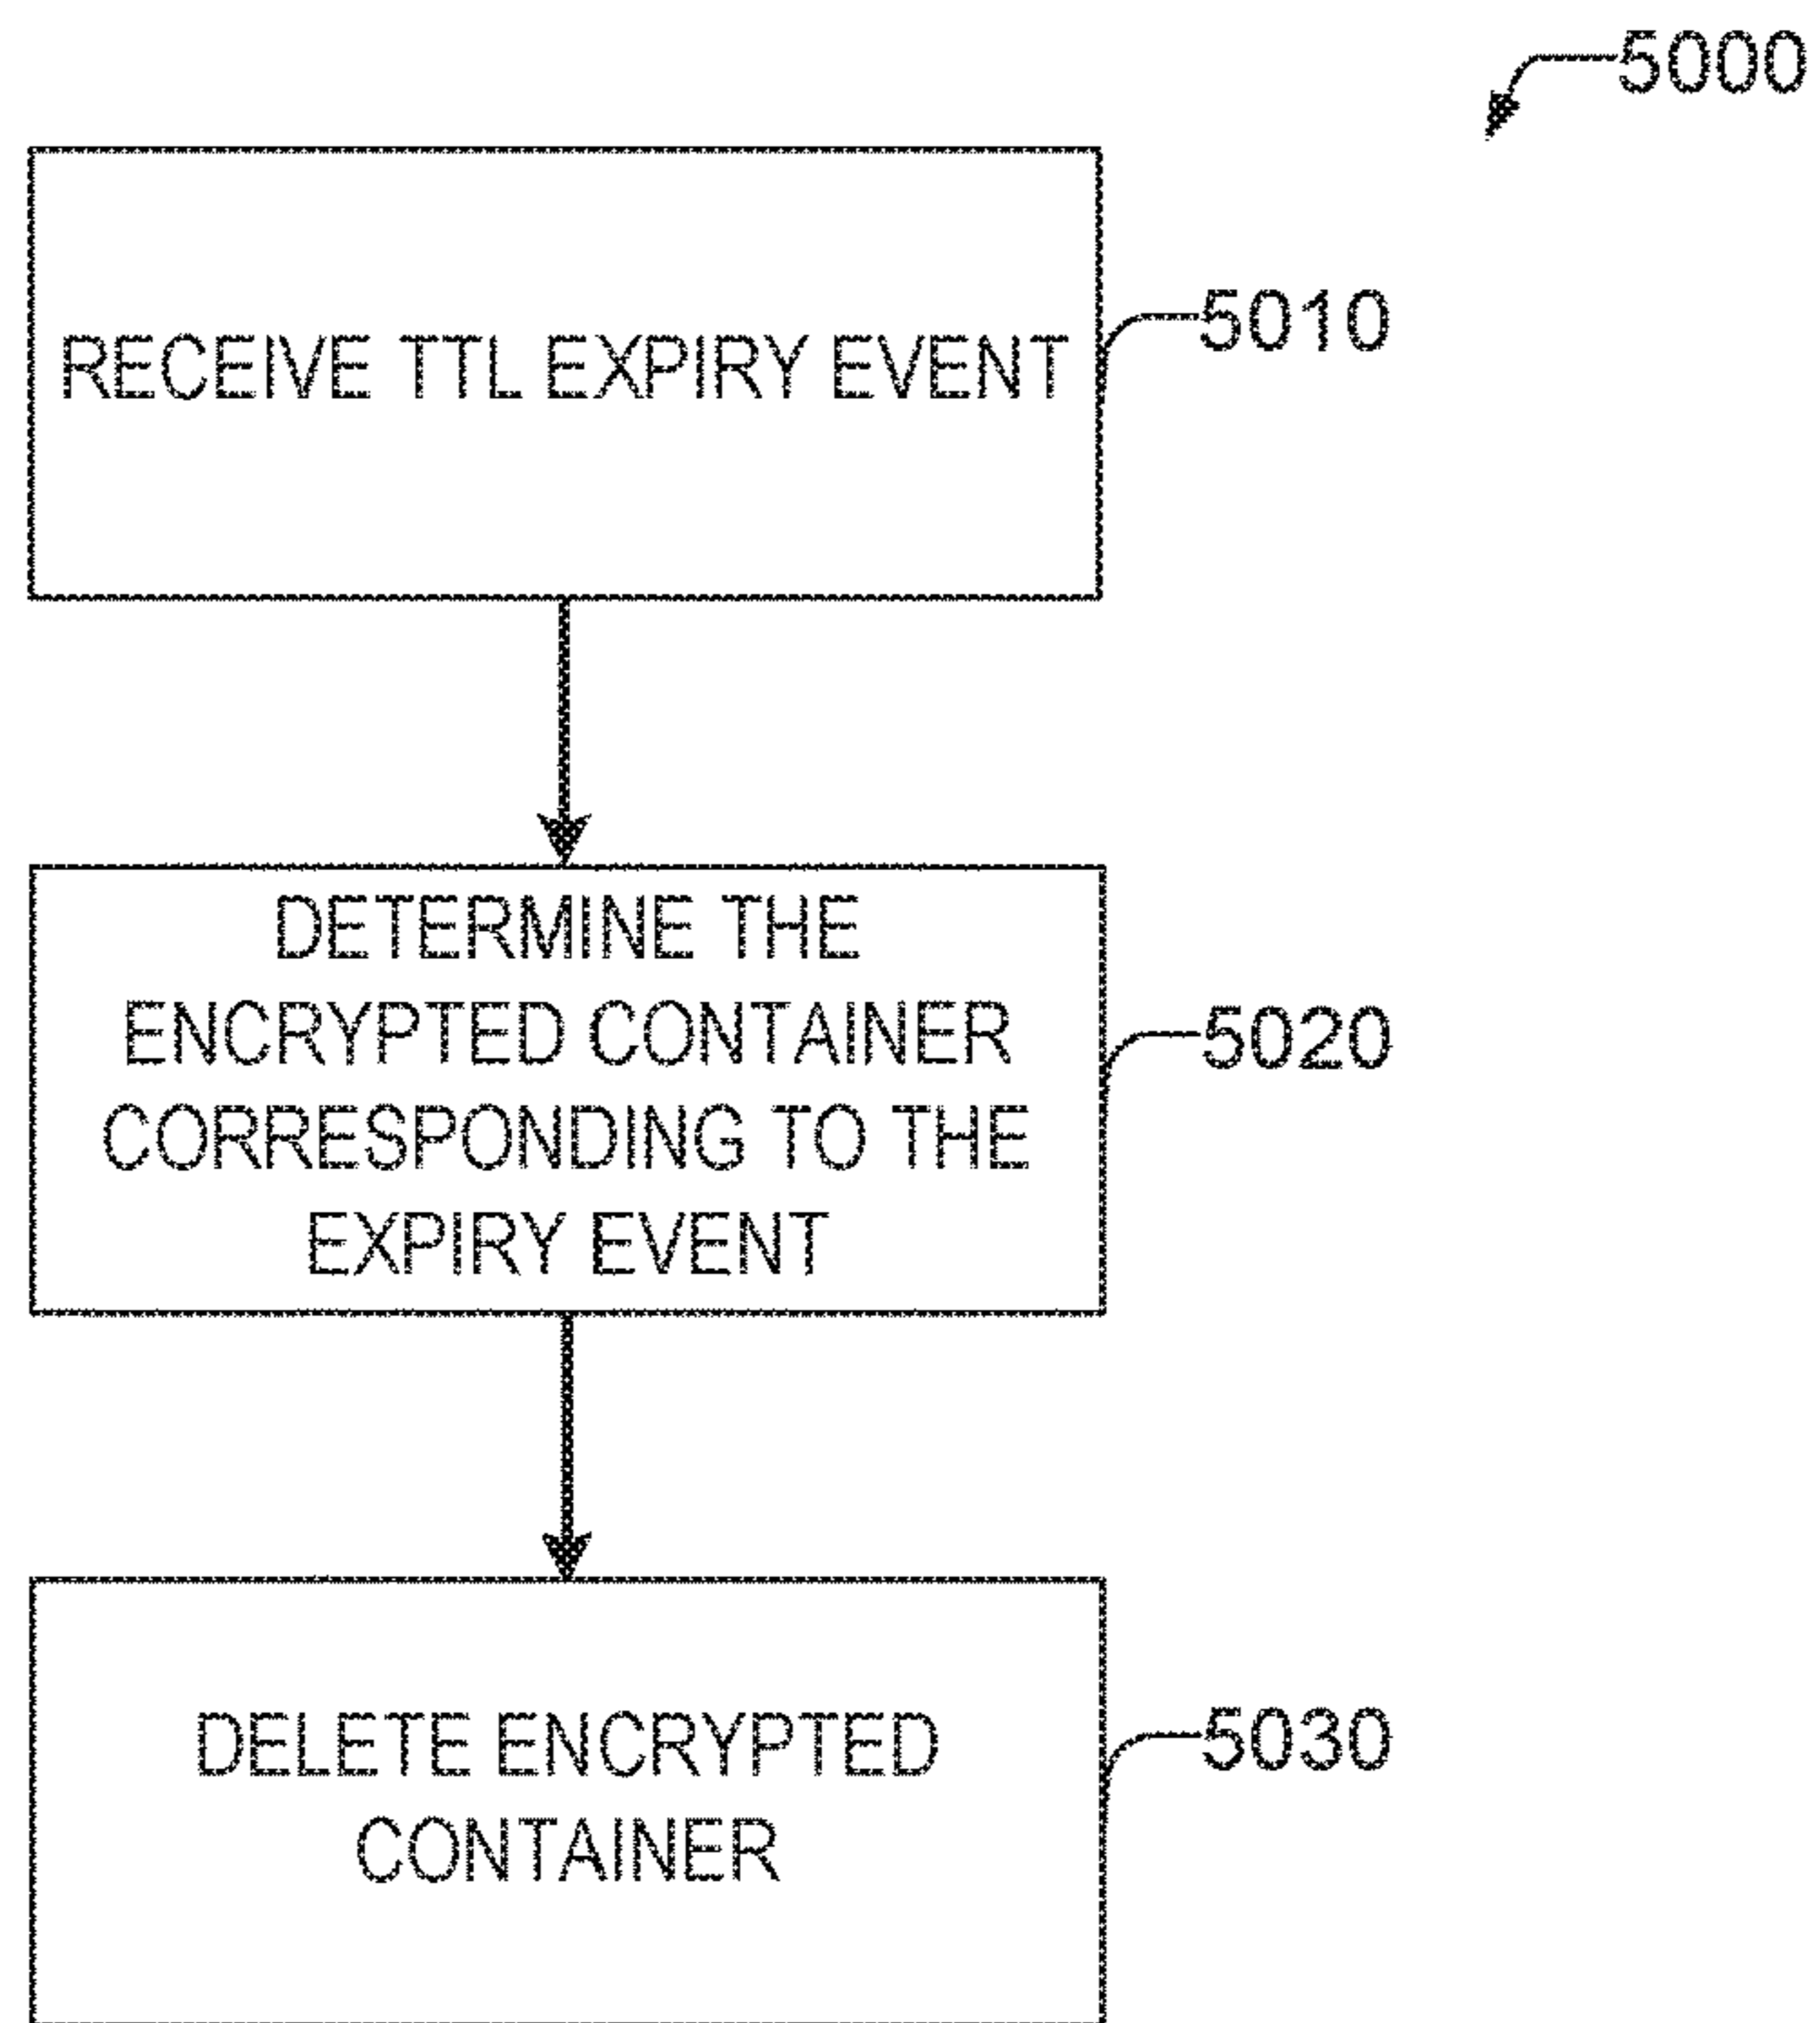 5000
RECEIVE TTL EXPIRY EVENT
5010
DETERMINE THE
ENCRYPTED CONTAINER
CORRESPONDING TO THE
EXPIRY EVENT
5020
DELETE ENCRYPTED
CONTAINER
5030